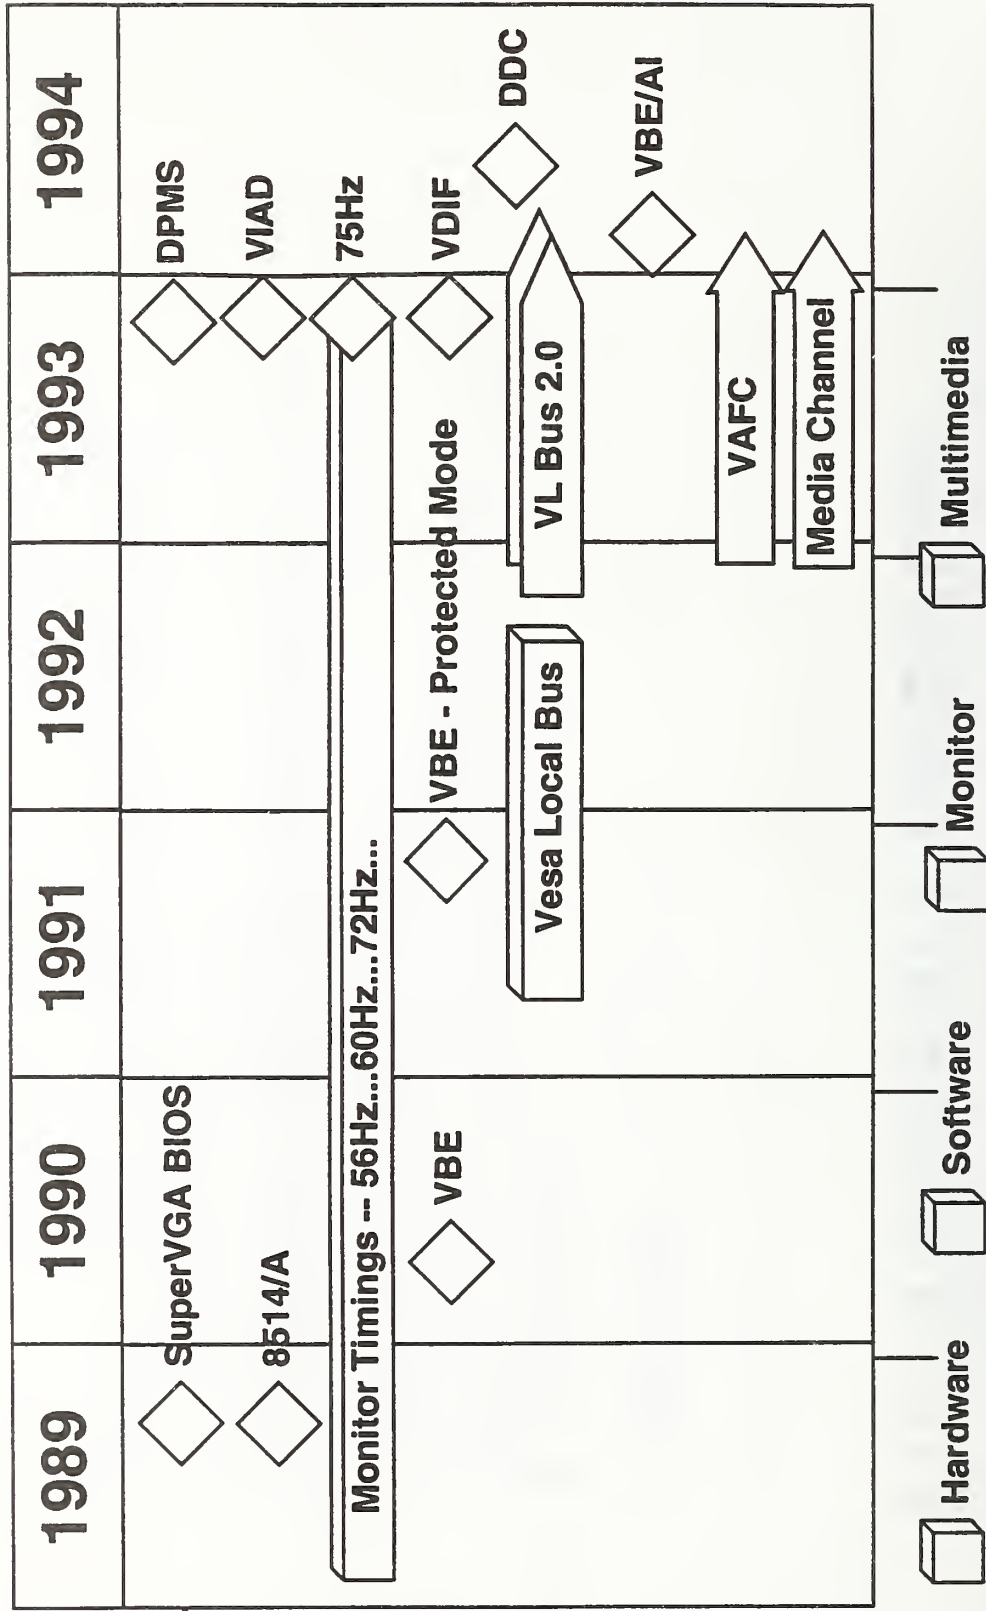 1989 1990 1991 1992 1993 1994
SuperVGA BIOS
DPMS
8514/A
VIAD
Monitor Timings -- 56Hz...60Hz...72Hz...
75Hz
VBE
VBE - Protected Mode
VDIF
Vesa Local Bus
VL Bus 2.0
DDC
VBE/AI
VAFC
Media Channel
Hardware Software Monitor Multimedia